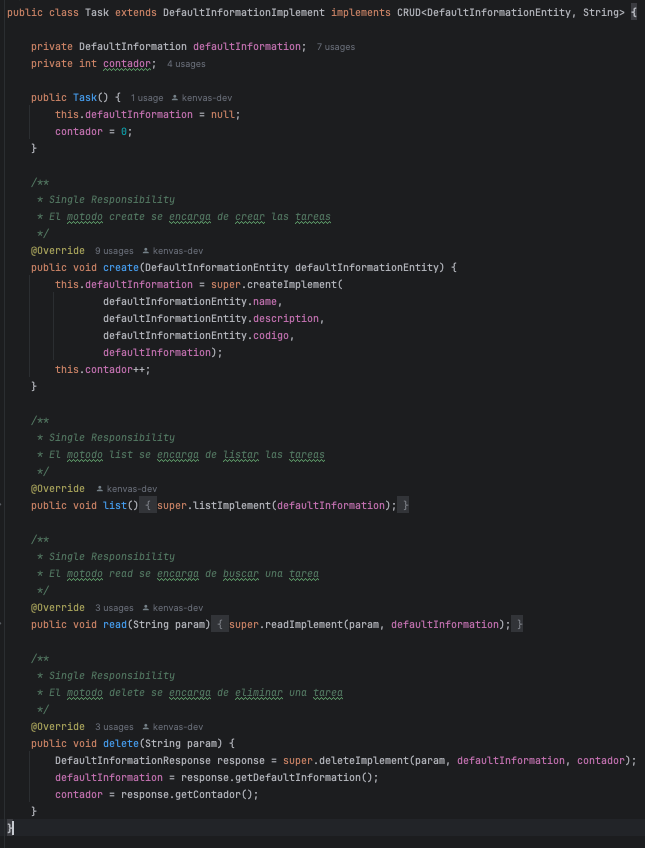 public class Task extends DefaultInformationImplement implements CRUD<DefaultInformationEntity, String> {
private DefaultInformation defaultInformation; 7 usages
private int contador; 4 usages
public Task() { 1 usage kenvas-dev
this.defaultInformation = null;
contador = 0;
}
/**
* Single Responsibility
* El motodo create se encarga de crear las tareas
*/
@Override 9 usages kenvas-dev
public void create(DefaultInformationEntity defaultInformationEntity) {
this.defaultInformation = super.createImplement(
defaultInformationEntity.name,
defaultInformationEntity.description,
defaultInformationEntity.codigo,
defaultInformation);
this.contador++;
}
/**
* Single Responsibility
* El motodo list se encarga de listar las tareas
*/
@Override kenvas-dev
public void list() { super.listImplement(defaultInformation); }
/**
* Single Responsibility
* El motodo read se encarga de buscar una tarea
*/
@Override 3 usages kenvas-dev
public void read(String param) { super.readImplement(param, defaultInformation); }
/**
* Single Responsibility
* El motodo delete se encarga de eliminar una tarea
*/
@Override 3 usages kenvas-dev
public void delete(String param) {
DefaultInformationResponse response = super.deleteImplement(param, defaultInformation, contador);
defaultInformation = response.getDefaultInformation();
contador = response.getContador();
}
}